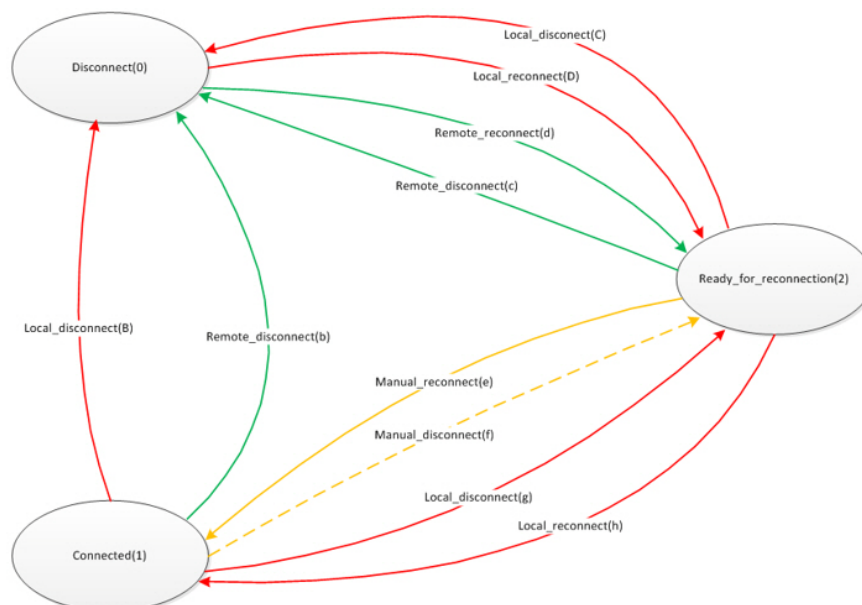 Local_disconect(C)
Disconnect(0)
Local_reconnect(D)
Remote_reconnect(d)
Remote_disconnect(c)
Ready_for_reconnection(2)
Local_disconnect(B)
Remote_disconnect(b)
Manual_reconnect(e)
Manual_disconnect(f)
Local_disconnect(g)
Local_reconnect(h)
Connected(1)